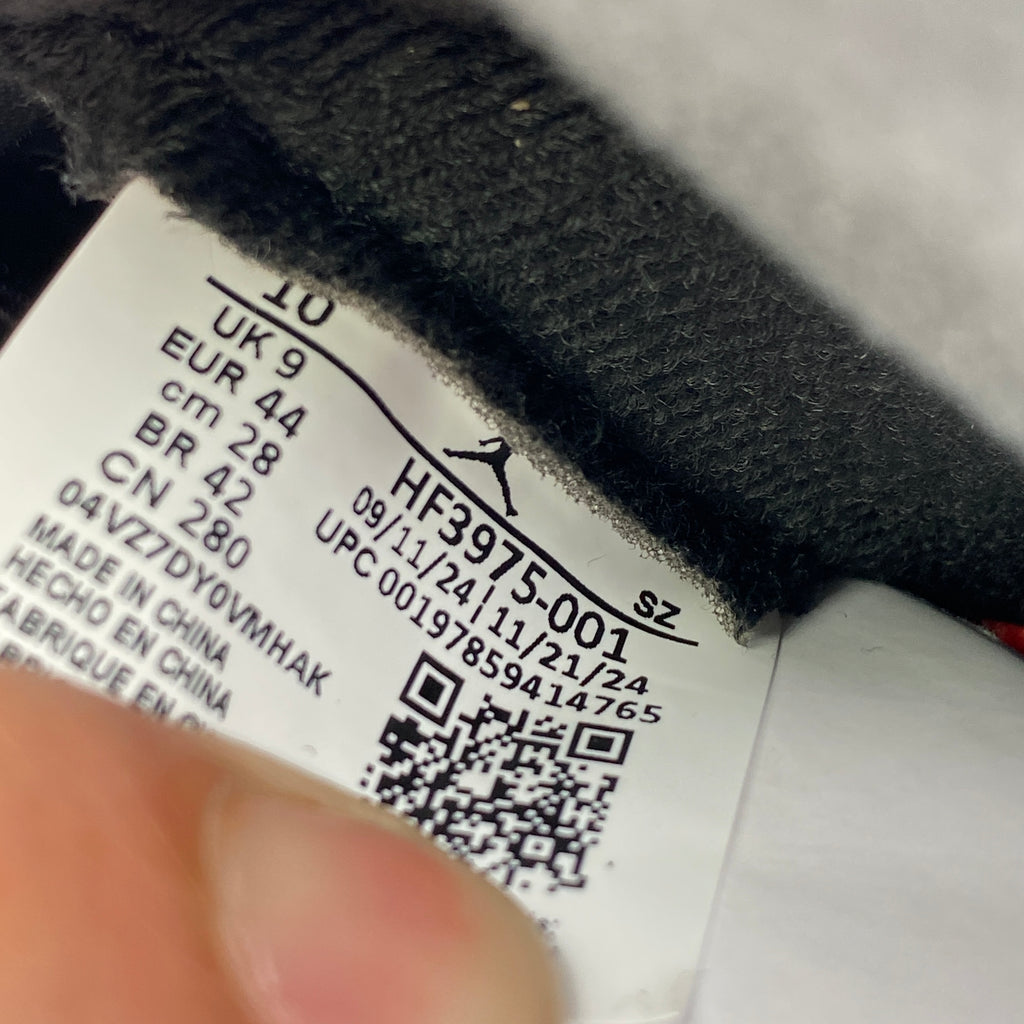 10
UK 9
EUR 44
cm 28
BR 42
CN 280
04VZ7DY0VMHAK
MADE IN CHINA
HECHO EN CHINA
FABRIQUE EN
SZ
HF3975-001
09/11/24 | 11/21/24
UPC 00197859414765